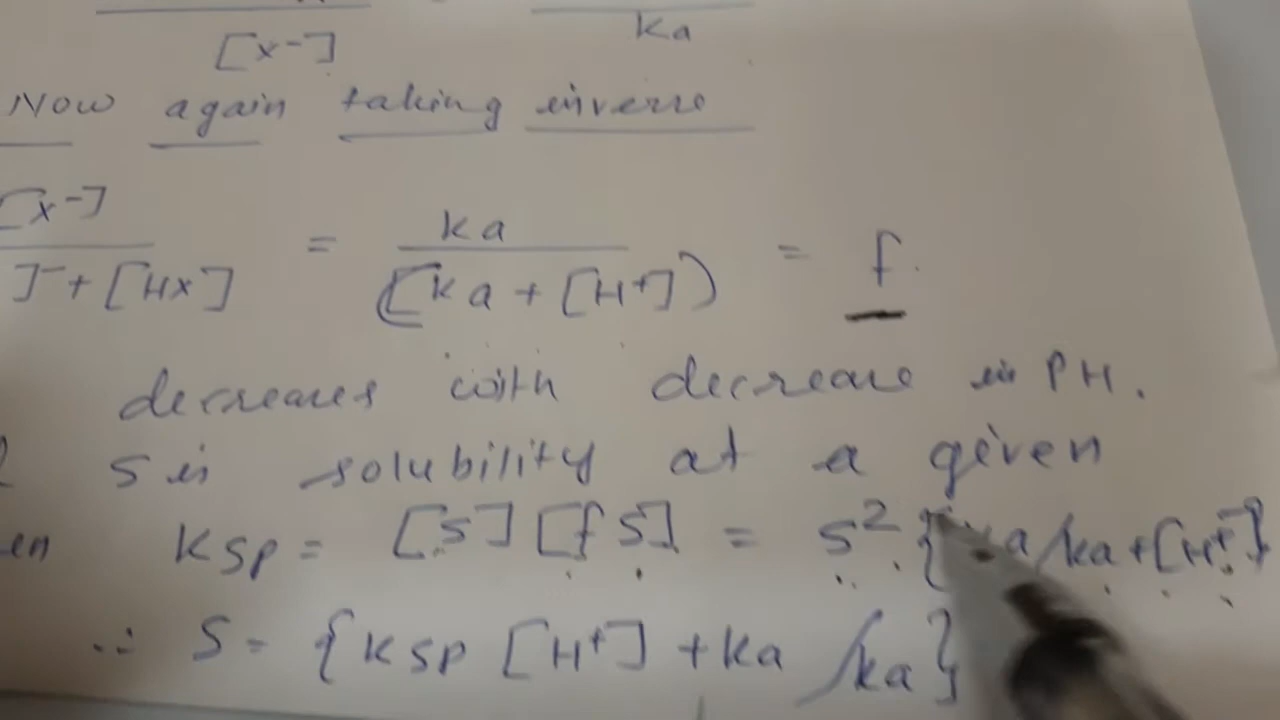 [x-] ka
Now again taking inverse
[x-] / ]- + [Hx] = ka / (ka + [H+]) = f.
decreases with decrease in PH.
S is solubility at a given
en Ksp = [S] [f S] = S² { ka/ka + [H+] }
∴ S = { Ksp [H+] + ka / ka }